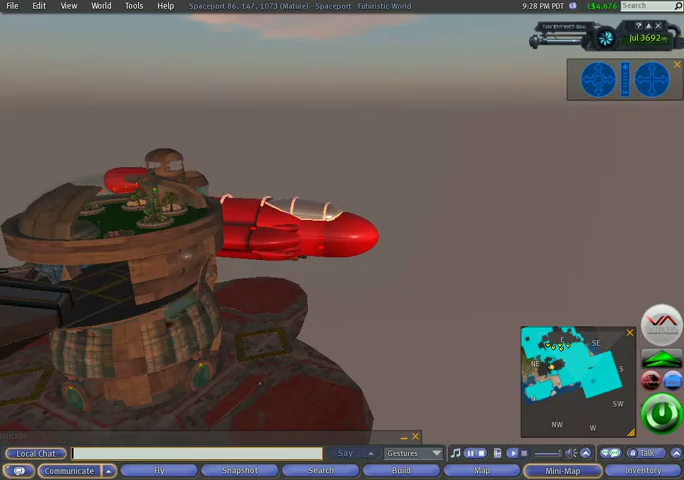 File Edit View World Tools Help
Spaceport 86, 147, 1073 (Mature) - Spaceport - Futuristic World
9:28 PM PDT
L$4,676
Search
Jul 3692
E
SE
NE
S
N
SW
NW
W
Local Chat
Say
Gestures
Talk
Communicate
Fly
Snapshot
Search
Build
Map
Mini-Map
Inventory